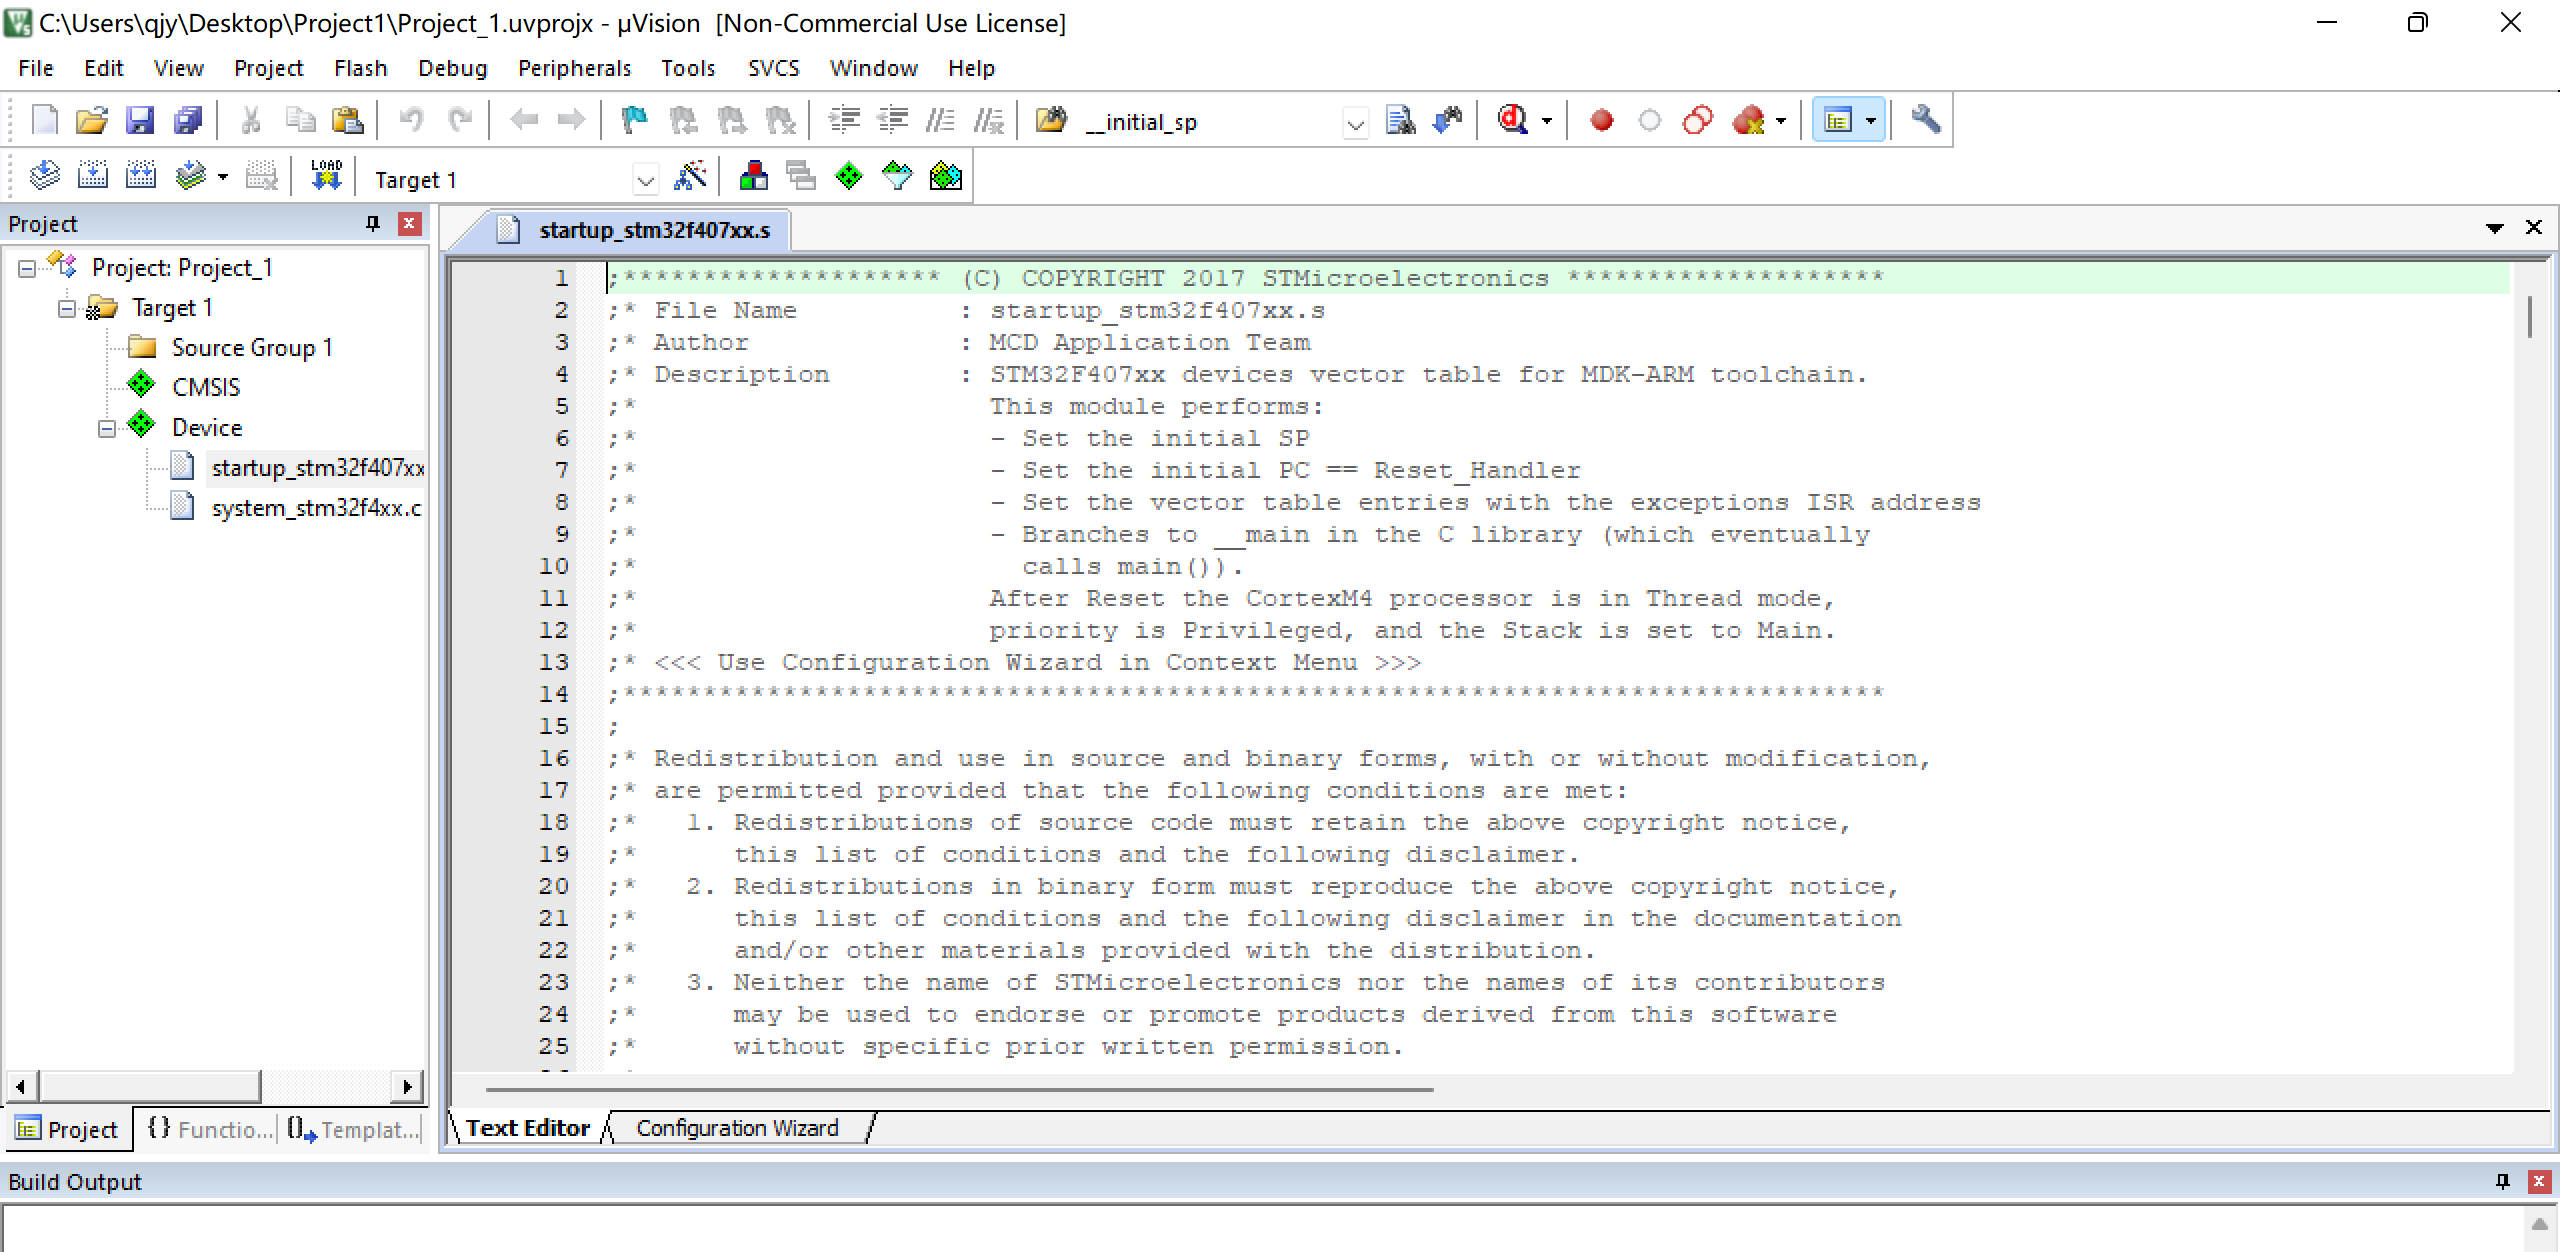 C:\Users\qjy\Desktop\Project1\Project_1.uvprojx - µVision [Non-Commercial Use License]
File Edit View Project Flash Debug Peripherals Tools SVCS Window Help
__initial_sp
LOAD
Target 1
Project
Project: Project_1
Target 1
Source Group 1
CMSIS
Device
startup_stm32f407xx
system_stm32f4xx.c
Project Functio... Templat...
startup_stm32f407xx.s
1 ;******************** (C) COPYRIGHT 2017 STMicroelectronics ********************
2 ;* File Name : startup_stm32f407xx.s
3 ;* Author : MCD Application Team
4 ;* Description : STM32F407xx devices vector table for MDK-ARM toolchain.
5 ;* This module performs:
6 ;* - Set the initial SP
7 ;* - Set the initial PC == Reset_Handler
8 ;* - Set the vector table entries with the exceptions ISR address
9 ;* - Branches to __main in the C library (which eventually
10 ;* calls main()).
11 ;* After Reset the CortexM4 processor is in Thread mode,
12 ;* priority is Privileged, and the Stack is set to Main.
13 ;* <<< Use Configuration Wizard in Context Menu >>>
14 ;*******************************************************************************
15 ;
16 ;* Redistribution and use in source and binary forms, with or without modification,
17 ;* are permitted provided that the following conditions are met:
18 ;* 1. Redistributions of source code must retain the above copyright notice,
19 ;* this list of conditions and the following disclaimer.
20 ;* 2. Redistributions in binary form must reproduce the above copyright notice,
21 ;* this list of conditions and the following disclaimer in the documentation
22 ;* and/or other materials provided with the distribution.
23 ;* 3. Neither the name of STMicroelectronics nor the names of its contributors
24 ;* may be used to endorse or promote products derived from this software
25 ;* without specific prior written permission.
Text Editor Configuration Wizard
Build Output